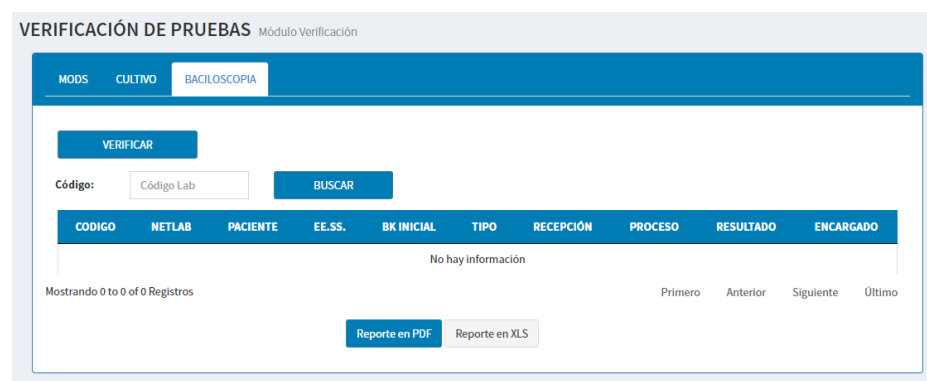 VERIFICACIÓN DE PRUEBAS Módulo Verificación
MODS CULTIVO BACILOSCOPIA
VERIFICAR
Código: Código Lab BUSCAR
CODIGO NETLAB PACIENTE EE.SS. BK INICIAL TIPO RECEPCIÓN PROCESO RESULTADO ENCARGADO
No hay información
Mostrando 0 to 0 of 0 Registros Primero Anterior Siguiente Último
Reporte en PDF Reporte en XLS